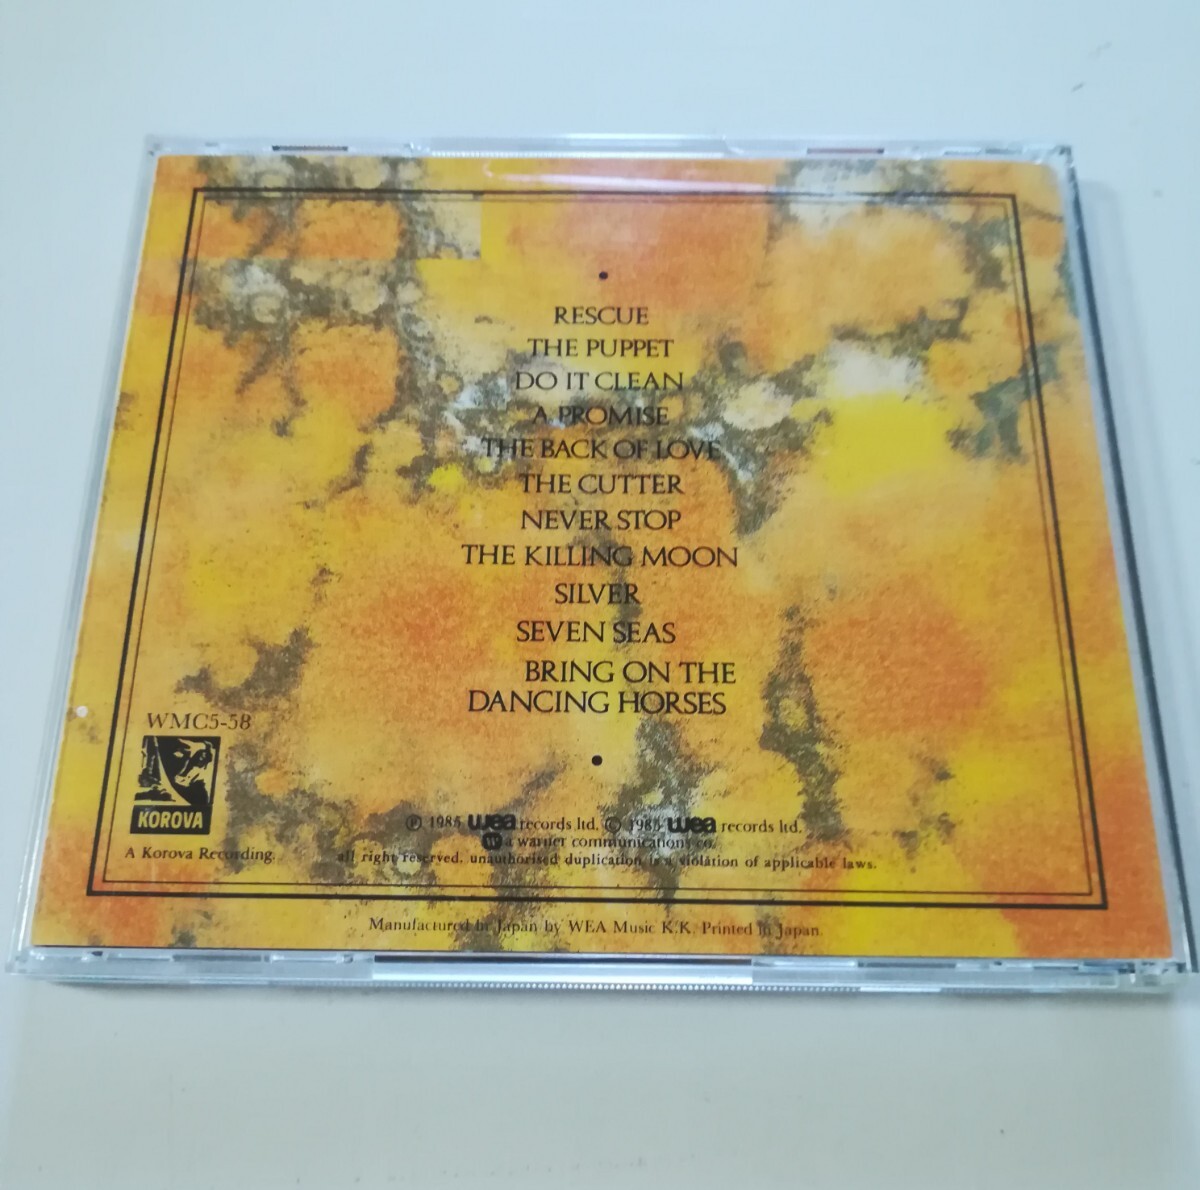 RESCUE
THE PUPPET
DO IT CLEAN
A PROMISE
THE BACK OF LOVE
THE CUTTER
NEVER STOP
THE KILLING MOON
SILVER
SEVEN SEAS
BRING ON THE
DANCING HORSES
WMC5-58
KOROVA
A Korova Recording.
℗ 1985 wea records ltd. © 1985 wea records ltd.
w a warner communications co.
all right reserved. unauthorised duplication is a violation of applicable laws.
Manufactured in Japan by WEA Music K.K. Printed in Japan.